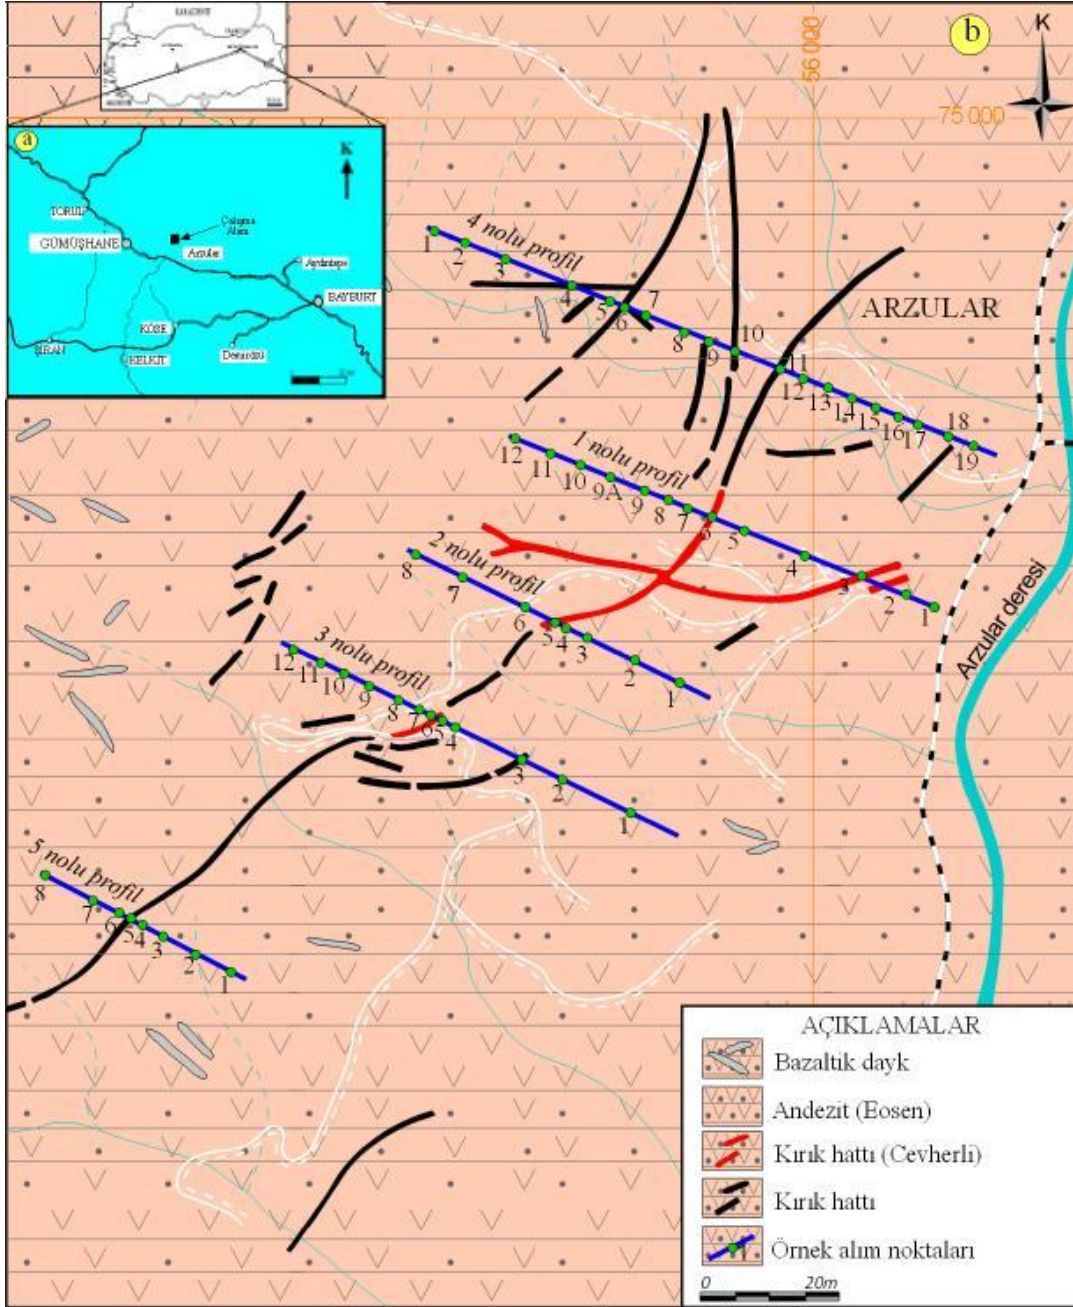 b
K
56 000
75 000
a
K
TORUL
GÜMÜŞHANE
Çalışma
Alanı
Arzular
Aydıntepe
BAYBURT
KÖSE
ŞİRAN
KELKİT
Demirözü
4 nolu profil
1
2
3
4
5
6
7
8
9
10
11
12
13
14
15
16
17
18
19
ARZULAR
1 nolu profil
12
11
10
9A
9
8
7
6
5
4
3
2
1
2 nolu profil
8
7
6
5
4
3
2
1
Arzular deresi
3 nolu profil
12
11
10
9
8
7
6
5
4
3
2
1
5 nolu profil
8
7
6
5
4
3
2
1
AÇIKLAMALAR
Bazaltik dayk
Andezit (Eosen)
Kırık hattı (Cevherli)
Kırık hattı
Örnek alım noktaları
0 20m